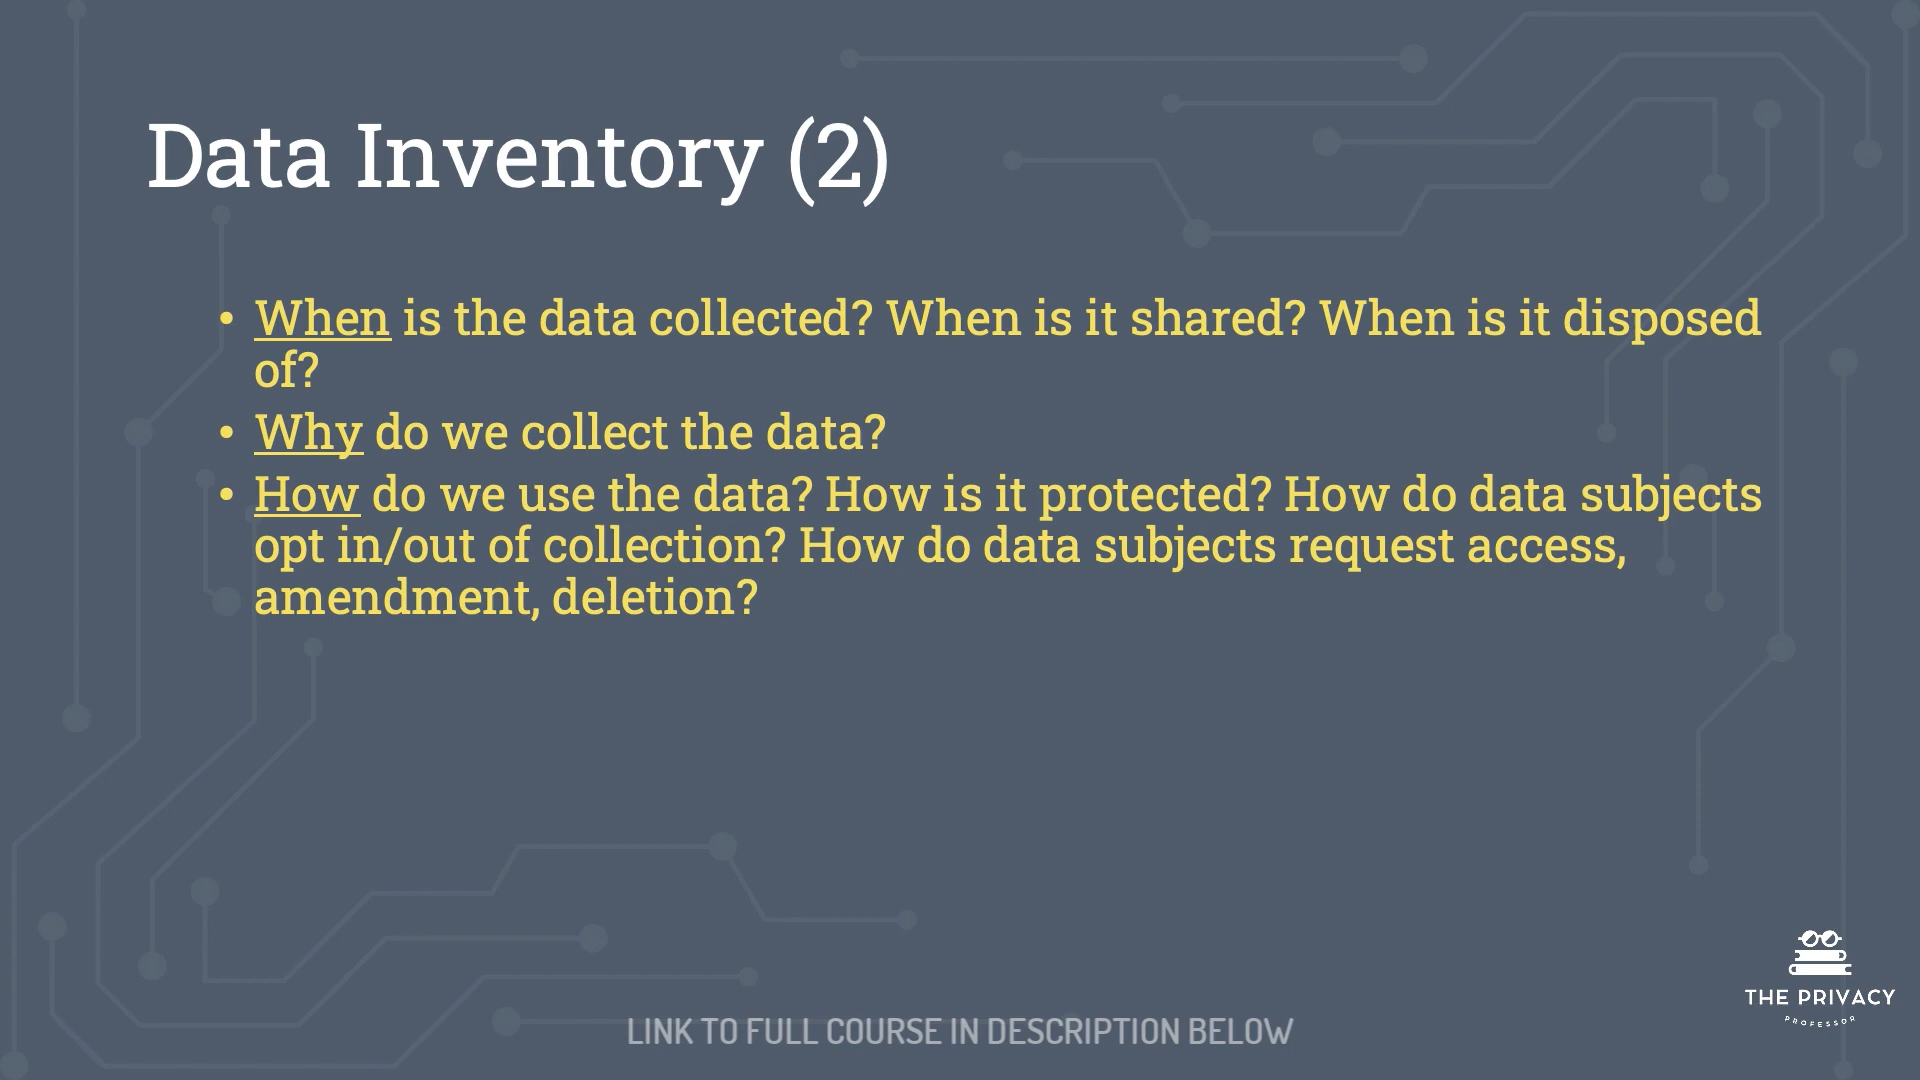 Data Inventory (2)
• When is the data collected? When is it shared? When is it disposed
of?
• Why do we collect the data?
• How do we use the data? How is it protected? How do data subjects
opt in/out of collection? How do data subjects request access,
amendment, deletion?
THE PRIVACY
PROFESSOR
LINK TO FULL COURSE IN DESCRIPTION BELOW